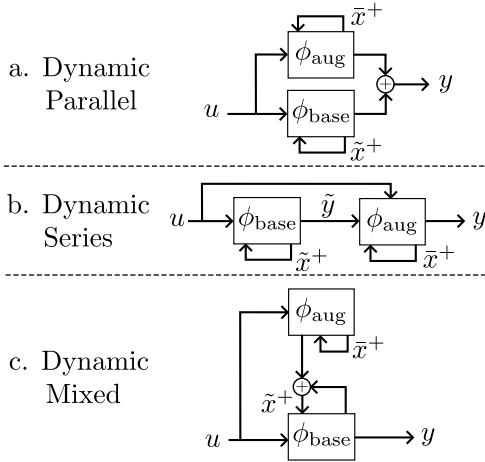 x̄⁺
a. Dynamic Parallel
ϕ_aug
+
y
u
ϕ_base
x̃⁺
b. Dynamic Series
u
ϕ_base
ỹ
ϕ_aug
y
x̃⁺
x̄⁺
ϕ_aug
c. Dynamic Mixed
x̄⁺
x̃⁺
+
u
ϕ_base
y